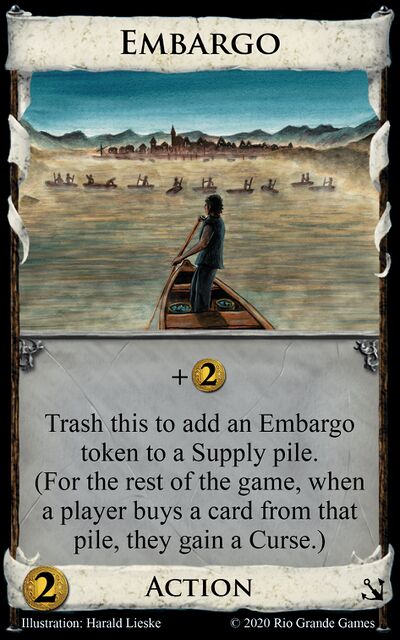 EMBARGO
+2
Trash this to add an Embargo
token to a Supply pile.
(For the rest of the game, when
a player buys a card from that
pile, they gain a Curse.)
2 ACTION
Illustration: Harald Lieske © 2020 Rio Grande Games